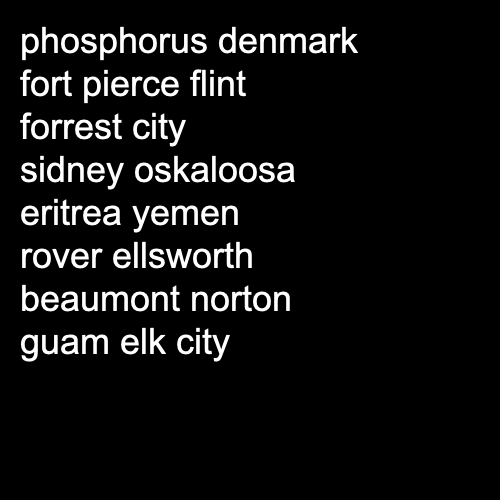 phosphorus denmark
fort pierce flint
forrest city
sidney oskaloosa
eritrea yemen
rover ellsworth
beaumont norton
guam elk city